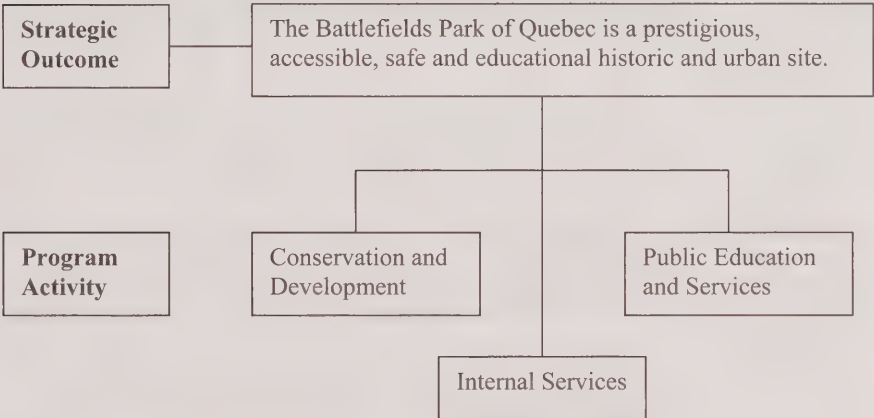 Strategic
Outcome
The Battlefields Park of Quebec is a prestigious,
accessible, safe and educational historic and urban site.
Program
Activity
Conservation and
Development
Public Education
and Services
Internal Services